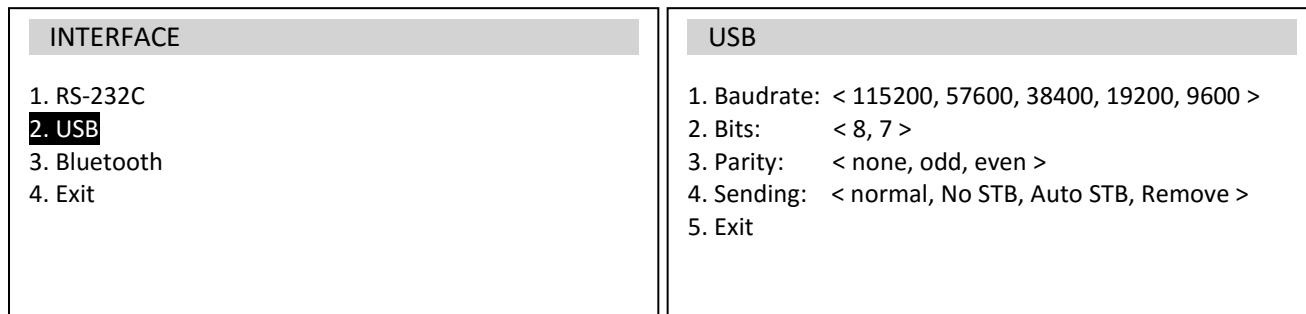 INTERFACE
1. RS-232C
2. USB
3. Bluetooth
4. Exit
USB
1. Baudrate: < 115200, 57600, 38400, 19200, 9600 >
2. Bits: < 8, 7 >
3. Parity: < none, odd, even >
4. Sending: < normal, No STB, Auto STB, Remove >
5. Exit